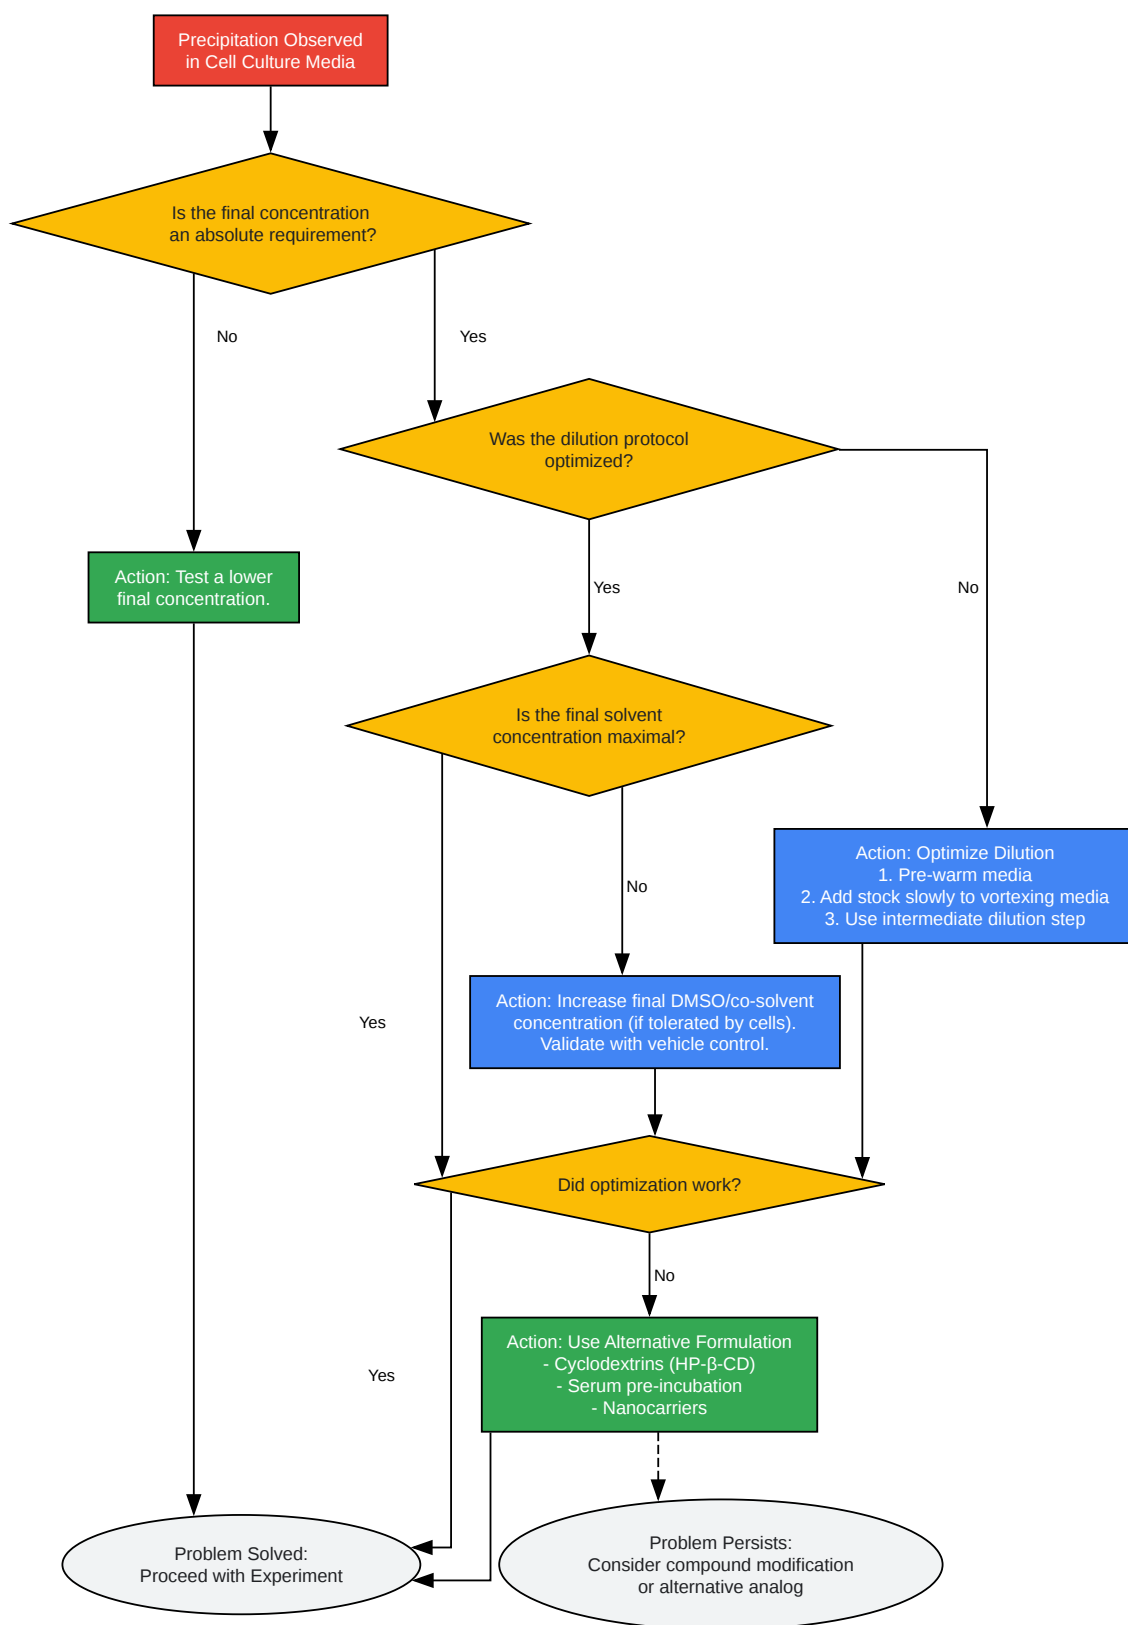 Precipitation Observed
in Cell Culture Media
Is the final concentration
an absolute requirement?
No
Yes
Was the dilution protocol
optimized?
Yes
No
Action: Test a lower
final concentration.
Is the final solvent
concentration maximal?
Action: Optimize Dilution
1. Pre-warm media
2. Add stock slowly to vortexing media
3. Use intermediate dilution step
No
Yes
Action: Increase final DMSO/co-solvent
concentration (if tolerated by cells).
Validate with vehicle control.
Did optimization work?
No
Yes
Action: Use Alternative Formulation
- Cyclodextrins (HP-β-CD)
- Serum pre-incubation
- Nanocarriers
Problem Solved:
Proceed with Experiment
Problem Persists:
Consider compound modification
or alternative analog